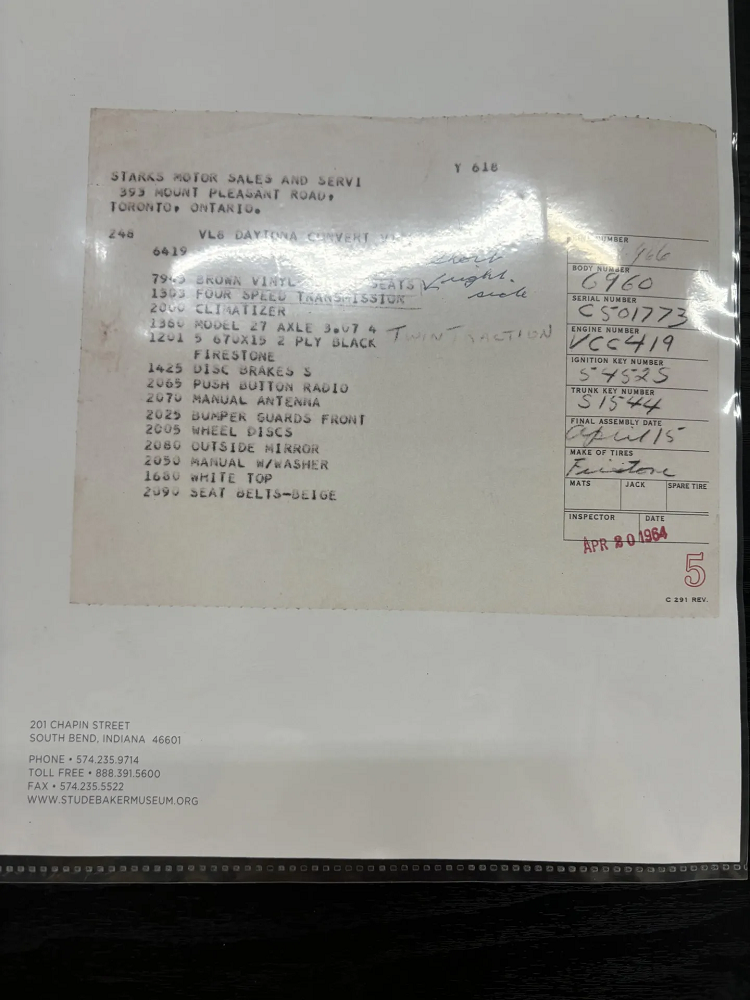 Y 618
STARKS MOTOR SALES AND SERVI
393 MOUNT PLEASANT ROAD,
TORONTO, ONTARIO.
248 VL8 DAYTONA CONVERT
6419
short
BROWN VINYL SEATS right
side
1303 FOUR SPEED TRANSMISSION
2000 CLIMATIZER
1360 MODEL 27 AXLE 3.07 4 TWIN TRACTION
1201 5 670X15 2 PLY BLACK
FIRESTONE
1425 DISC BRAKES S
2065 PUSH BUTTON RADIO
2070 MANUAL ANTENNA
2025 BUMPER GUARDS FRONT
2005 WHEEL DISCS
2080 OUTSIDE MIRROR
2050 MANUAL W/WASHER
1680 WHITE TOP
2090 SEAT BELTS-BEIGE
NUMBER
BODY NUMBER
6960
SERIAL NUMBER
C501773
ENGINE NUMBER
VCC419
IGNITION KEY NUMBER
S4525
TRUNK KEY NUMBER
S1544
FINAL ASSEMBLY DATE
April 15
MAKE OF TIRES
Firestone
MATS JACK SPARE TIRE
INSPECTOR DATE
APR 20 1964
5
C 291 REV.
201 CHAPIN STREET
SOUTH BEND, INDIANA 46601
PHONE • 574.235.9714
TOLL FREE • 888.391.5600
FAX • 574.235.5522
WWW.STUDEBAKERMUSEUM.ORG